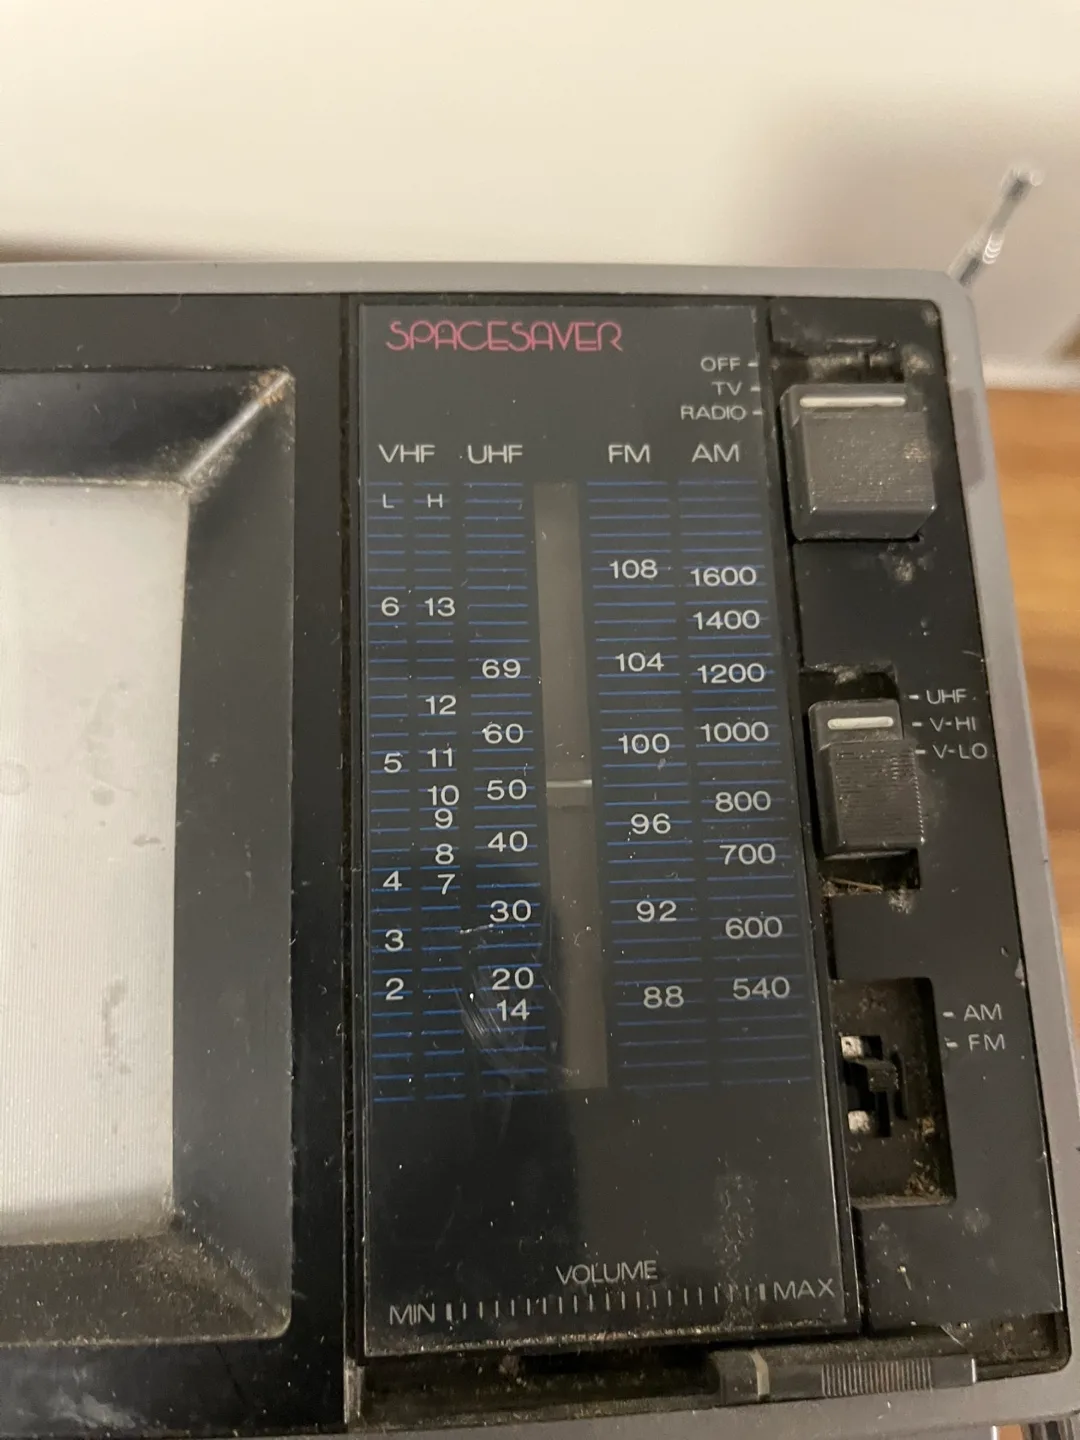 SPACESAVER
OFF
TV
RADIO
VHF UHF FM AM
L H
108 1600
6 13 1400
69 104 1200
12
60 100 1000
5 11
10 50 800
9 96
40
8 700
4 7
30 92 600
3
2 20 88 540
14
UHF
V-HI
V-LO
AM
FM
VOLUME
MIN MAX